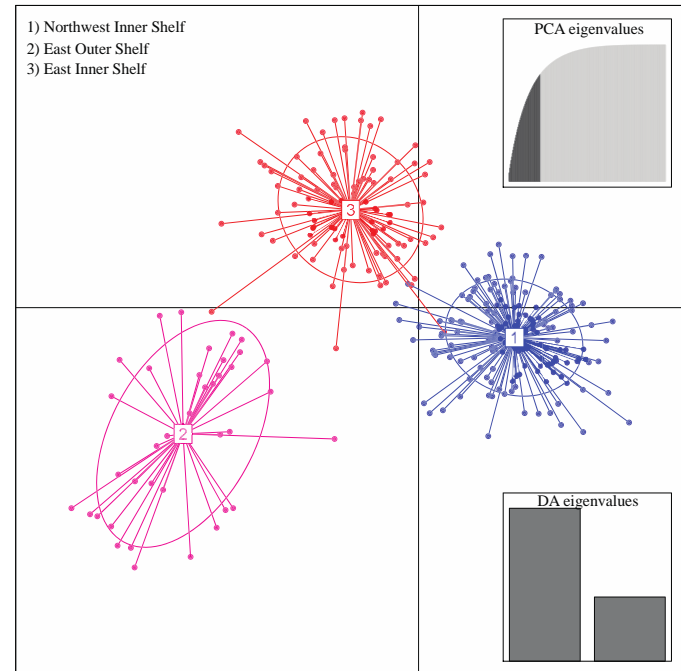 1) Northwest Inner Shelf
2) East Outer Shelf
3) East Inner Shelf
PCA eigenvalues
3
1
2
DA eigenvalues